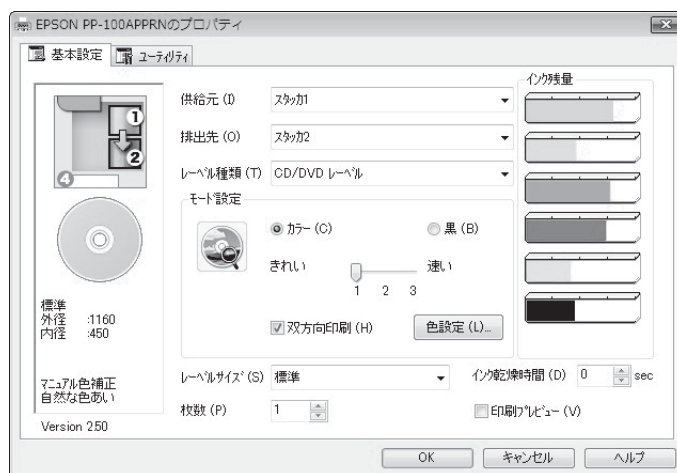 EPSON PP-100APPRNのプロパティ
基本設定 ユーティリティ
1
2
4
標準
外径 :1160
内径 :450
マニュアル色補正
自然な色あい
Version 2.50
供給元 (I) スタッカ1
排出先 (O) スタッカ2
レーベル種類 (T) CD/DVD レーベル
モード設定
カラー (C) 黒 (B)
きれい 速い
1 2 3
双方向印刷 (H) 色設定 (L)...
レーベルサイズ (S) 標準 インク乾燥時間 (D) 0 sec
枚数 (P) 1 印刷プレビュー (V)
インク残量
OK キャンセル ヘルプ